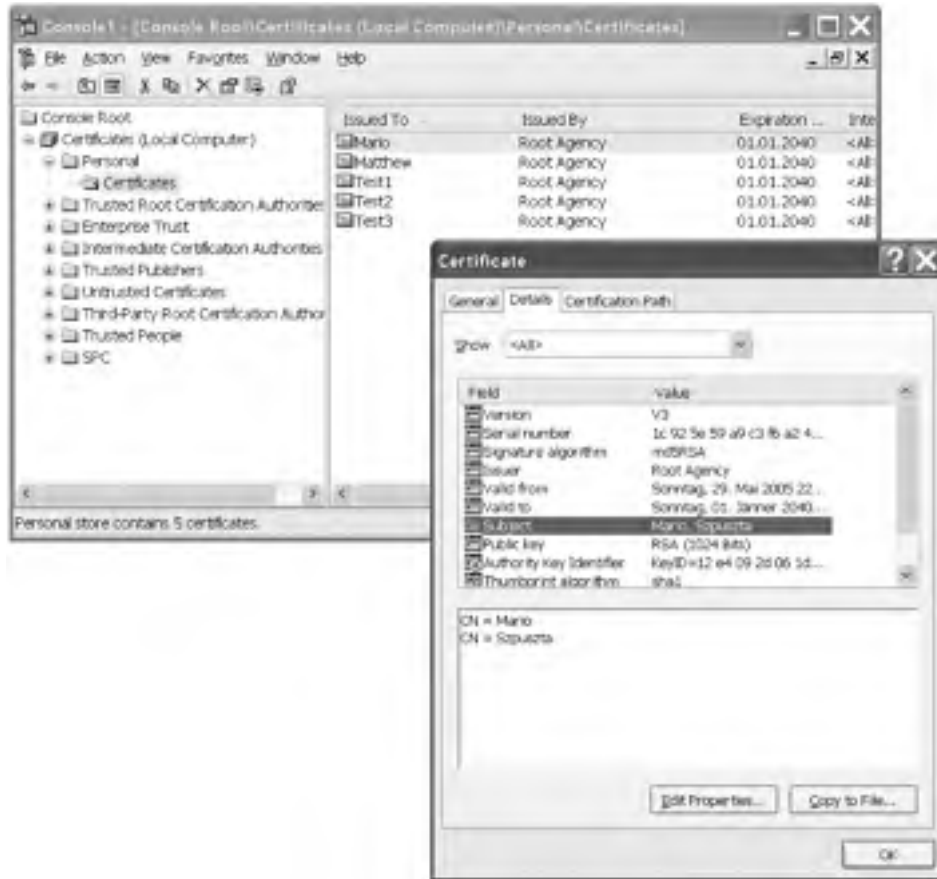 Console1 - [Console Root\Certificates (Local Computer)\Personal\Certificates]
File Action View Favorites Window Help
Console Root
Certificates (Local Computer)
Personal
Certificates
Trusted Root Certification Authorities
Enterprise Trust
Intermediate Certification Authorities
Trusted Publishers
Untrusted Certificates
Third-Party Root Certification Author
Trusted People
SPC
Issued To Issued By Expiration ... Inte
Mario Root Agency 01.01.2040 <All
Matthew Root Agency 01.01.2040 <All
Test1 Root Agency 01.01.2040 <All
Test2 Root Agency 01.01.2040 <All
Test3 Root Agency 01.01.2040 <All
Personal store contains 5 certificates.
Certificate
General Details Certification Path
Show <All>
Field Value
Version V3
Serial number 1c 92 5e 59 a9 c3 f6 a2 4...
Signature algorithm md5RSA
Issuer Root Agency
Valid from Sonntag, 29. Mai 2005 22...
Valid to Sonntag, 01. Jänner 2040...
Subject Mario, Szpuszta
Public key RSA (1024 Bits)
Authority Key Identifier KeyID=12 e4 09 2d 06 1d...
Thumbprint algorithm sha1
CN = Mario
CN = Szpuszta
Edit Properties... Copy to File...
OK